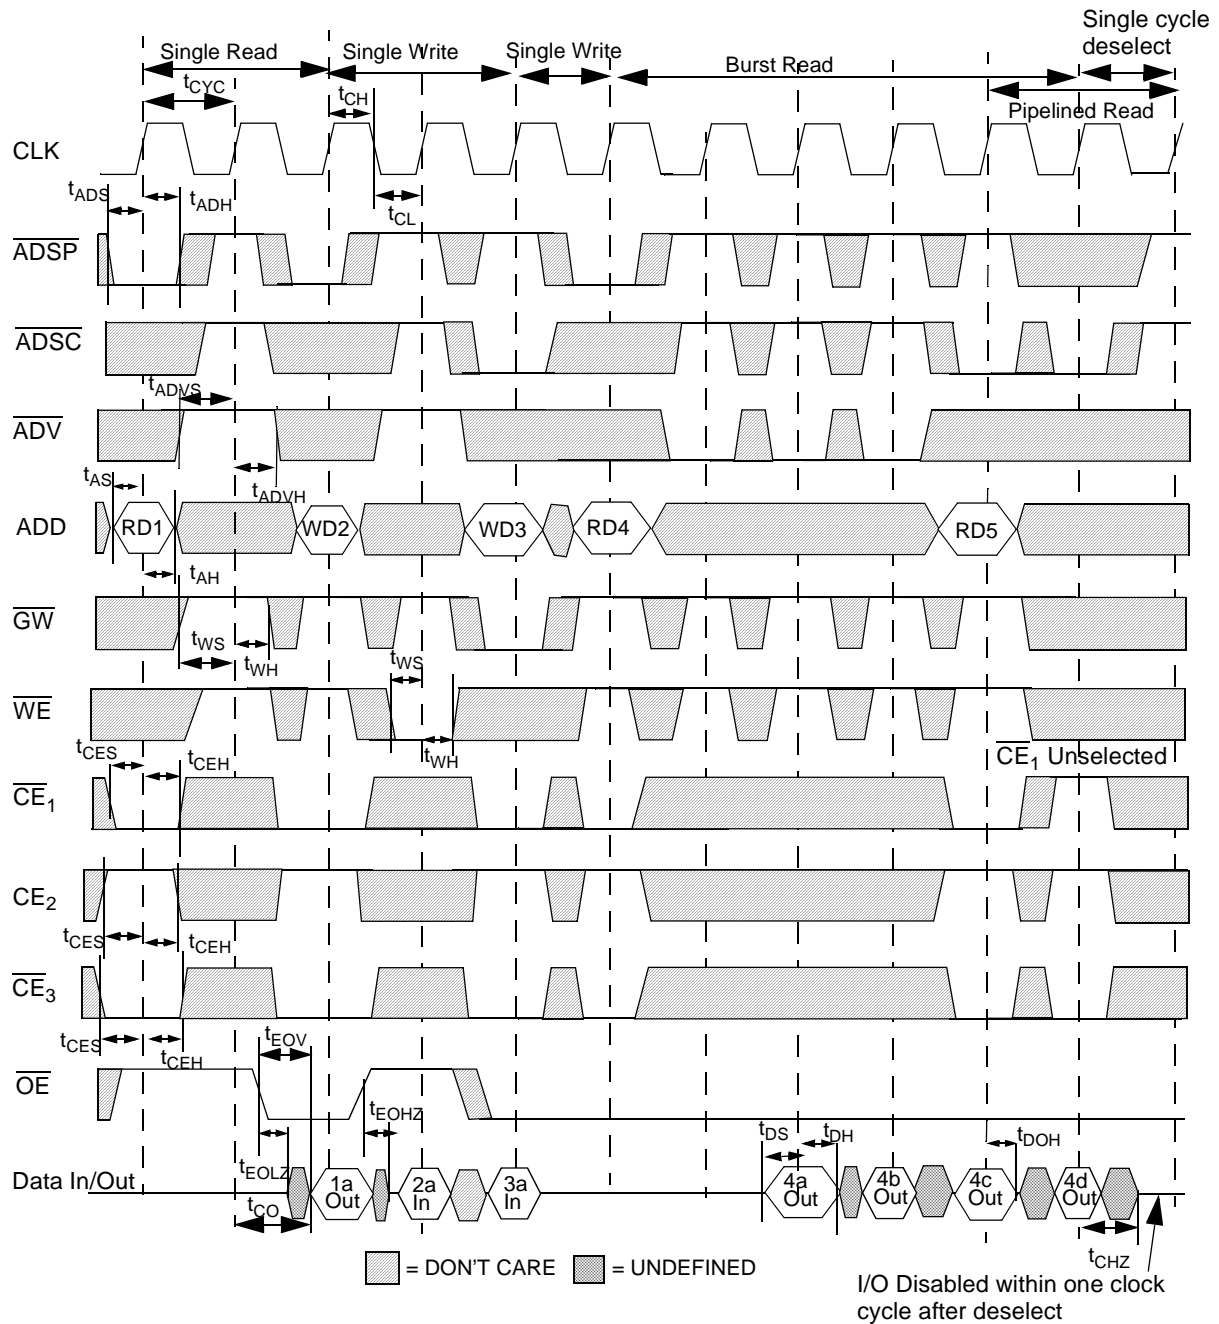 Single cycle
deselect
Single Read
Single Write
Single Write
Burst Read
tCYC
tCH
Pipelined Read
CLK
tADS
tADH
tCL
ADSP
ADSC
tADVS
ADV
tAS
tADVH
ADD
RD1
WD2
WD3
RD4
RD5
tAH
GW
tWS
tWH
tWS
WE
tCES
tCEH
tWH
CE1 Unselected
CE1
CE2
tCES
tCEH
CE3
tCES
tCEH
tEOV
OE
tEOHZ
tEOLZ
tDS
tDH
tDOH
Data In/Out
1a
Out
2a
In
3a
In
4a
Out
4b
Out
4c
Out
4d
Out
tCO
tCHZ
= DON'T CARE
= UNDEFINED
I/O Disabled within one clock
cycle after deselect